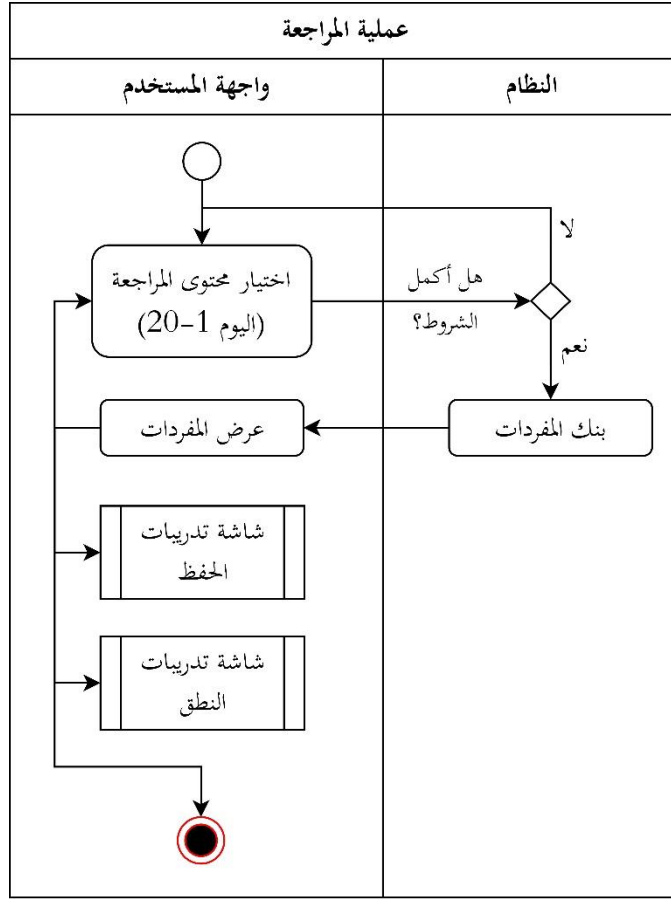 عملية المراجعة
النظام
واجهة المستخدم
اختيار محتوى المراجعة
(اليوم 1-20)
هل أكمل
الشروط؟
لا
نعم
بنك المفردات
عرض المفردات
شاشة تدريبات
الحفظ
شاشة تدريبات
النطق